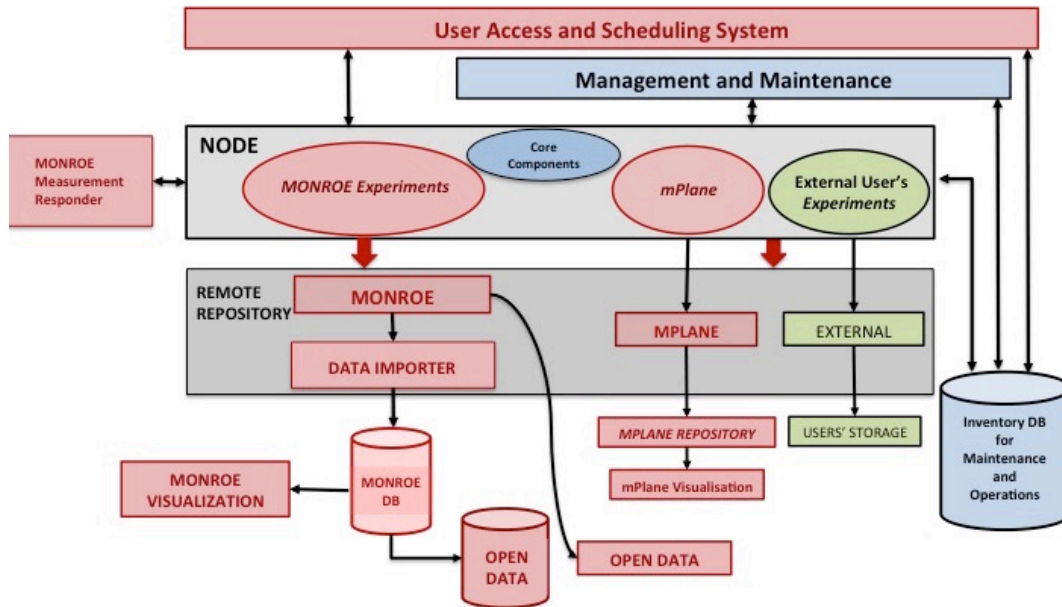 User Access and Scheduling System
Management and Maintenance
NODE
Core
Components
MONROE
Measurement
Responder
MONROE Experiments
mPlane
External User's
Experiments
REMOTE
REPOSITORY
MONROE
MPLANE
EXTERNAL
DATA IMPORTER
MPLANE REPOSITORY
USERS' STORAGE
Inventory DB
for
Maintenance
and
Operations
MONROE
VISUALIZATION
MONROE
DB
mPlane Visualisation
OPEN
DATA
OPEN DATA